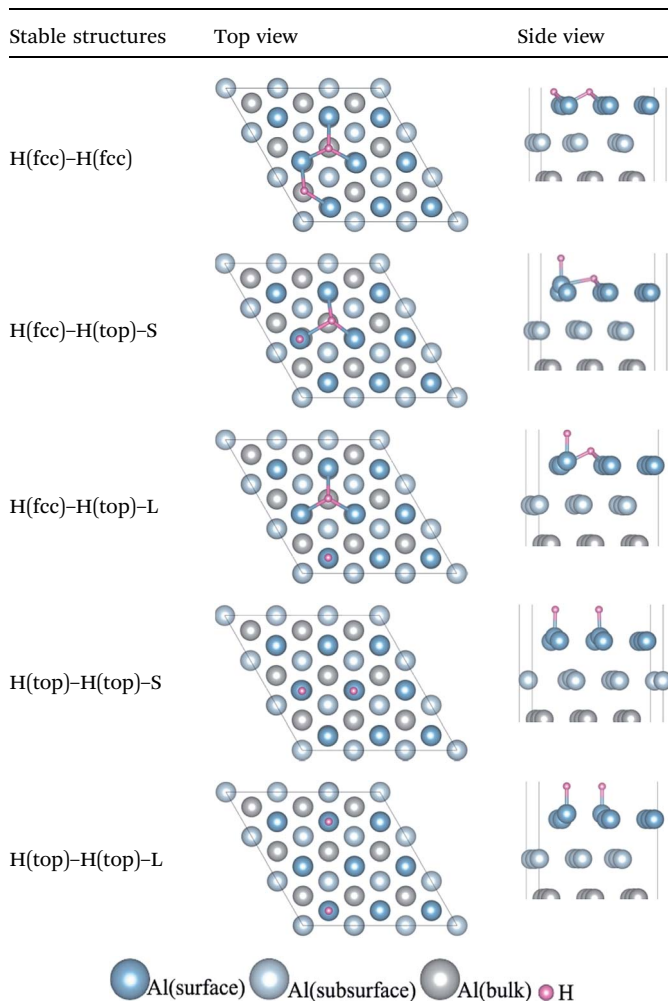 Stable structures Top view Side view
H(fcc)–H(fcc)
H(fcc)–H(top)–S
H(fcc)–H(top)–L
H(top)–H(top)–S
H(top)–H(top)–L
Al(surface) Al(subsurface) Al(bulk) H